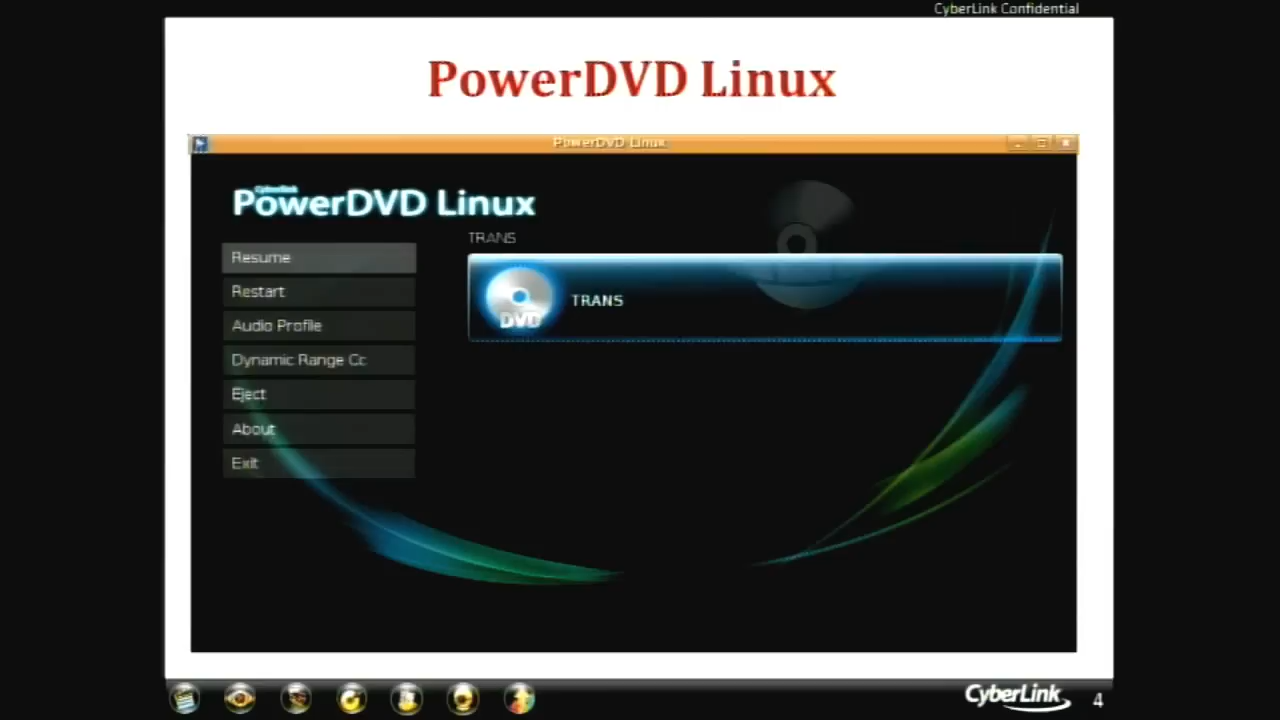 CyberLink Confidential
PowerDVD Linux
PowerDVD Linux
CyberLink
PowerDVD Linux
TRANS
Resume
Restart
Audio Profile
Dynamic Range Cc
Eject
About
Exit
DVD
TRANS
CyberLink
4